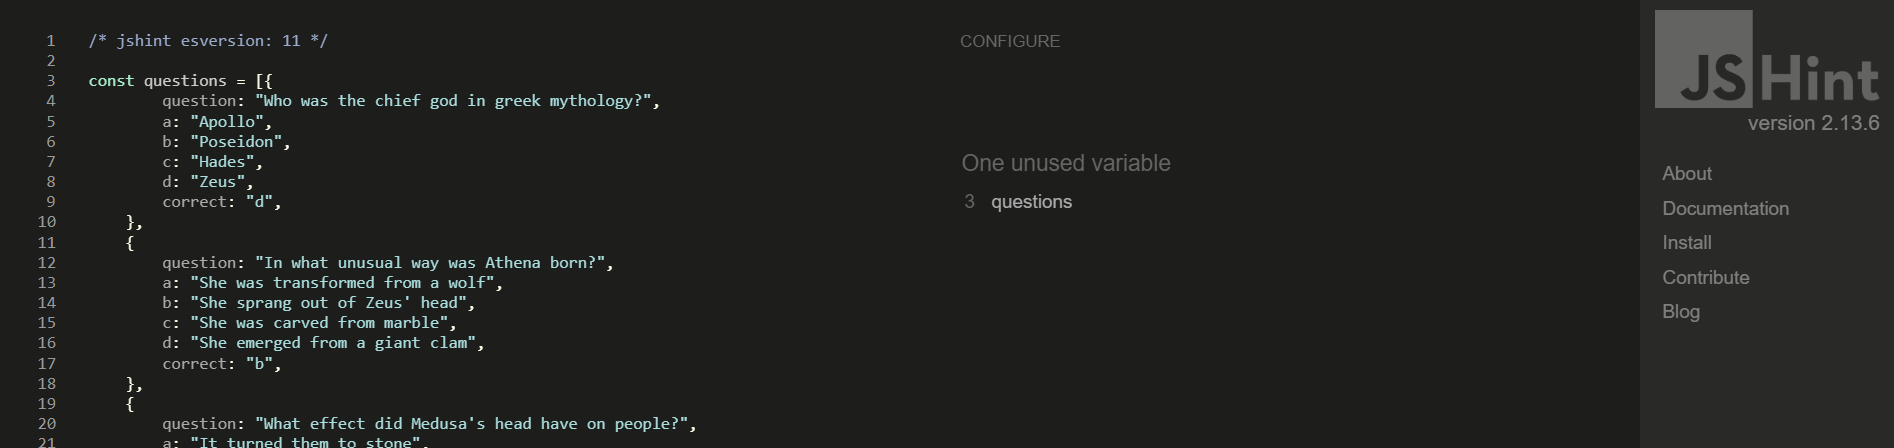 1 /* jshint esversion: 11 */
2
3 const questions = [{
4 question: "Who was the chief god in greek mythology?",
5 a: "Apollo",
6 b: "Poseidon",
7 c: "Hades",
8 d: "Zeus",
9 correct: "d",
10 },
11 {
12 question: "In what unusual way was Athena born?",
13 a: "She was transformed from a wolf",
14 b: "She sprang out of Zeus' head",
15 c: "She was carved from marble",
16 d: "She emerged from a giant clam",
17 correct: "b",
18 },
19 {
20 question: "What effect did Medusa's head have on people?",
21 a: "It turned them to stone",
CONFIGURE
One unused variable
3 questions
JSHint
version 2.13.6
About
Documentation
Install
Contribute
Blog